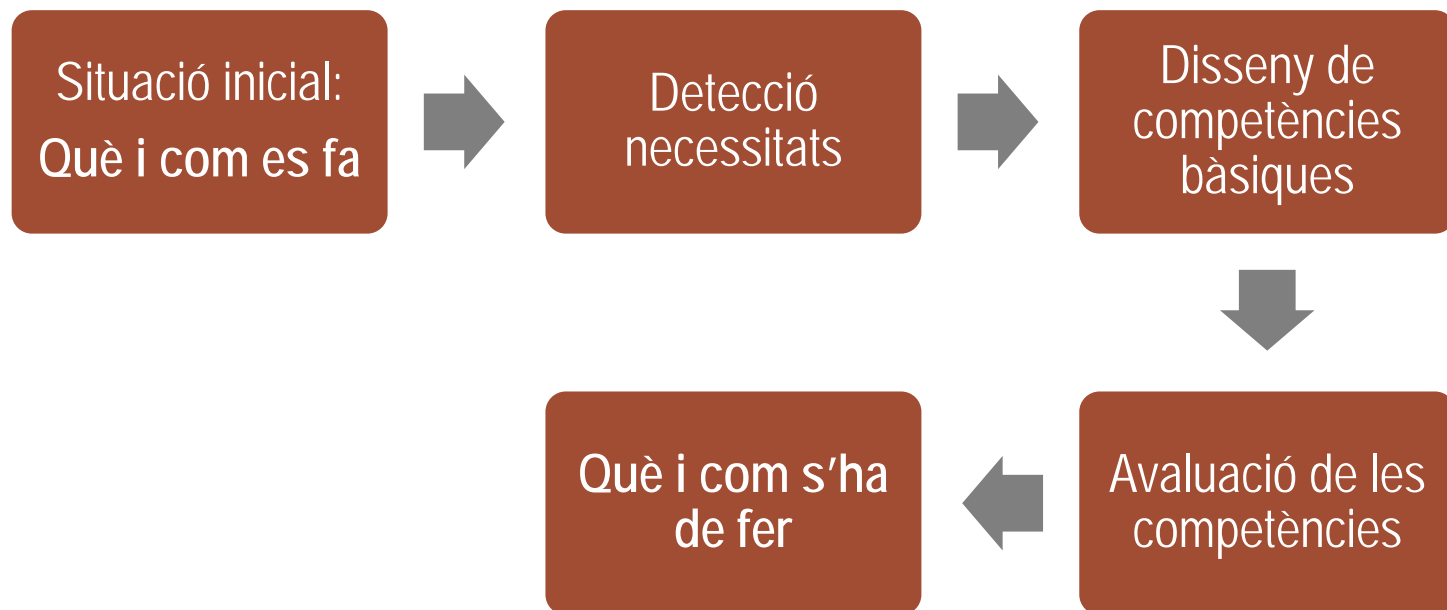 Situació inicial:
Què i com es fa
Detecció
necessitats
Disseny de
competències
bàsiques
Avaluació de les
competències
Què i com s’ha
de fer